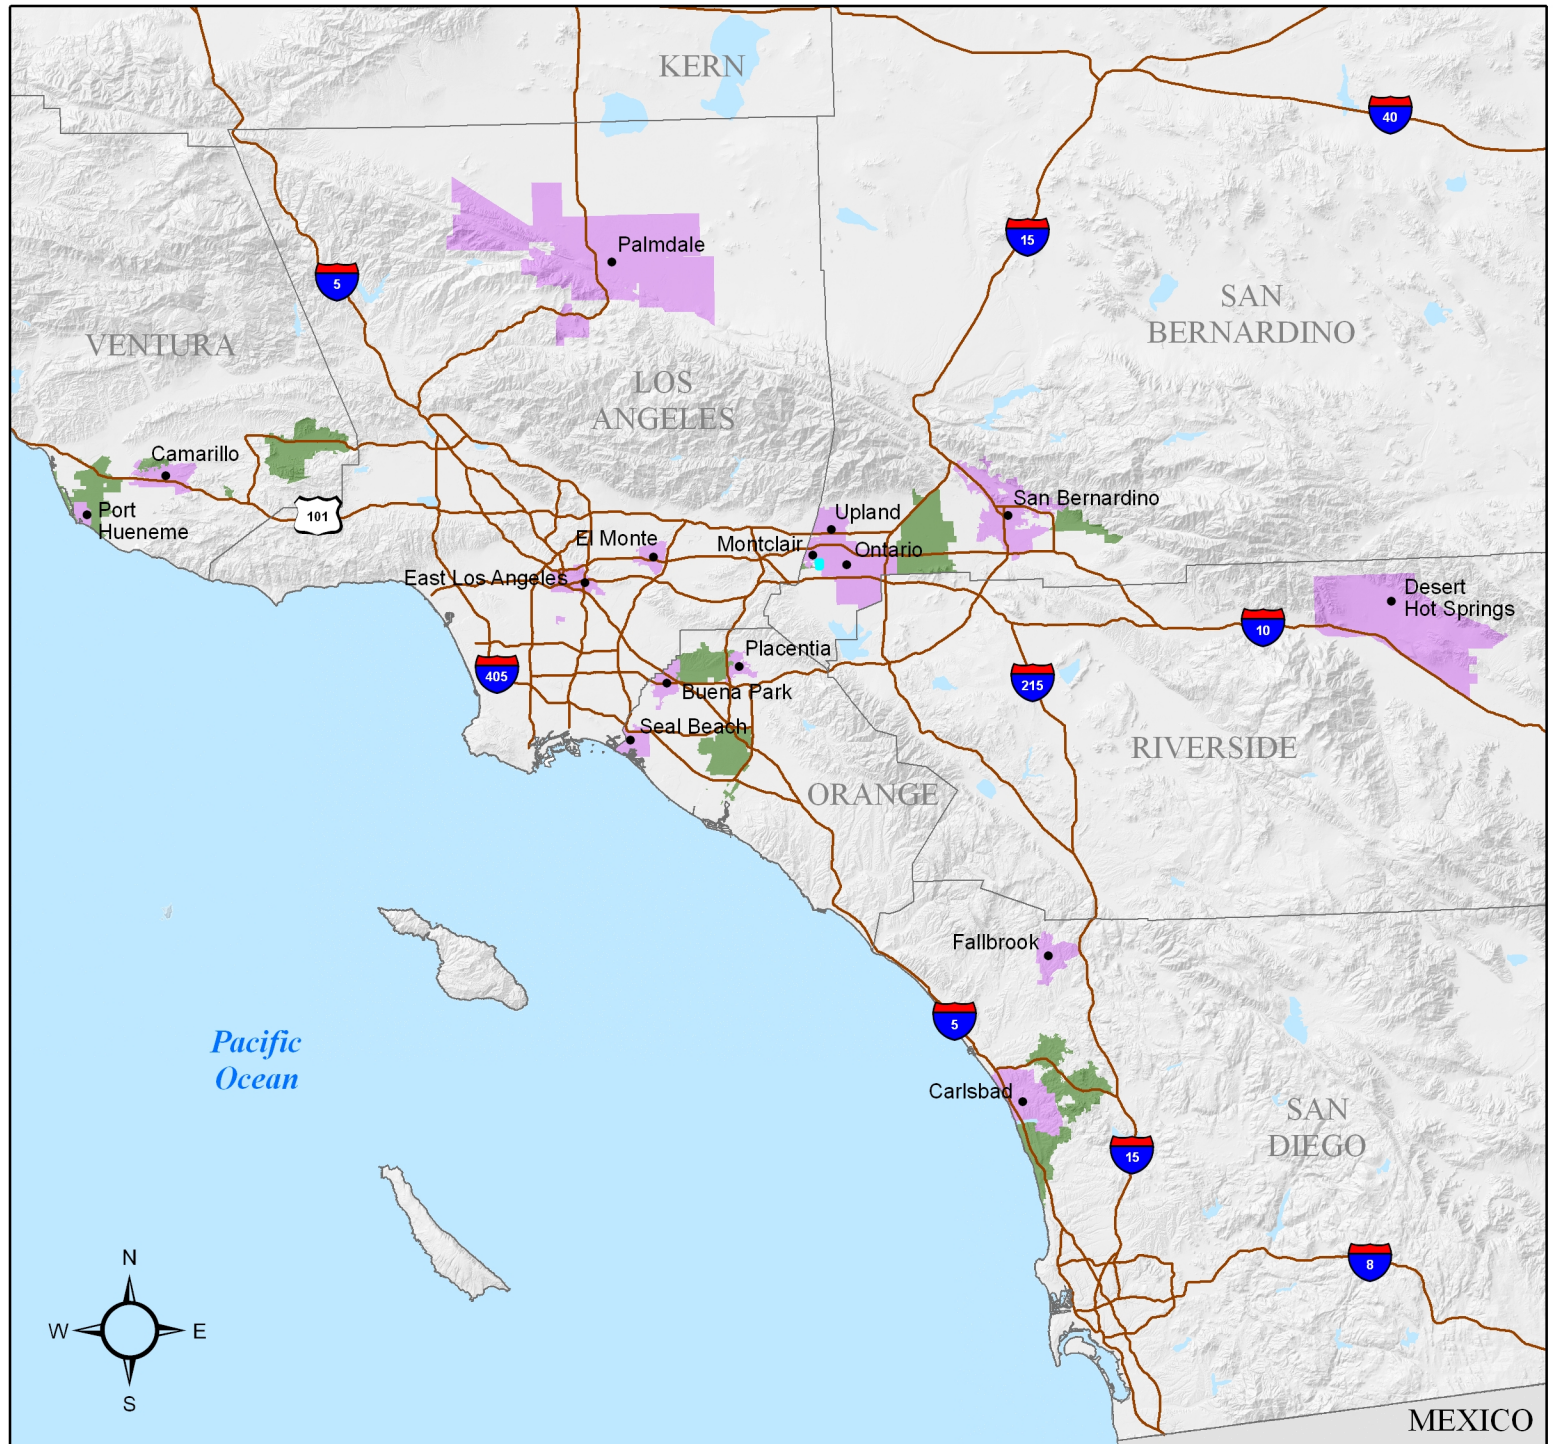 KERN
40
15
Palmdale
5
SAN
BERNARDINO
VENTURA
LOS
ANGELES
Camarillo
San Bernardino
Port
Hueneme
101
Upland
El Monte
Montclair
Ontario
East Los Angeles
Desert
Hot Springs
10
Placentia
405
215
Buena Park
Seal Beach
RIVERSIDE
ORANGE
Fallbrook
5
Pacific
Ocean
Carlsbad
SAN
DIEGO
15
N
8
W
E
S
MEXICO